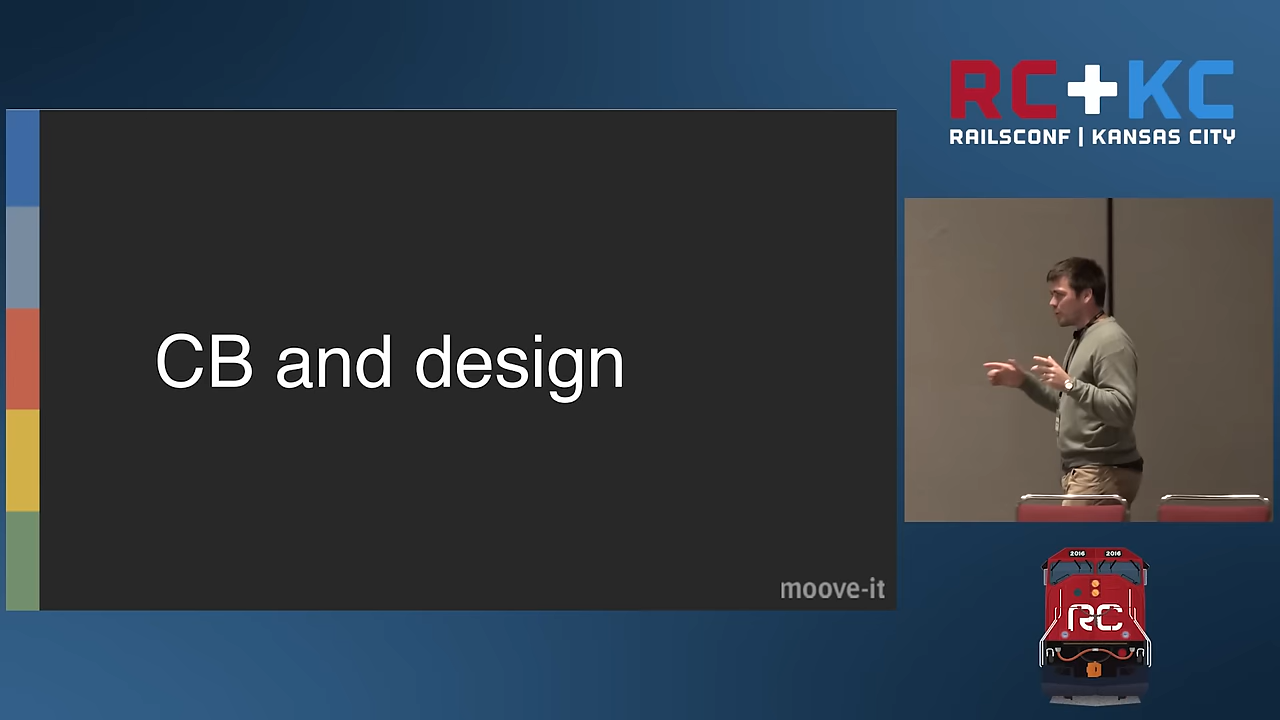 RC+KC
RAILSCONF | KANSAS CITY
CB and design
moove-it
2016 2016
RC